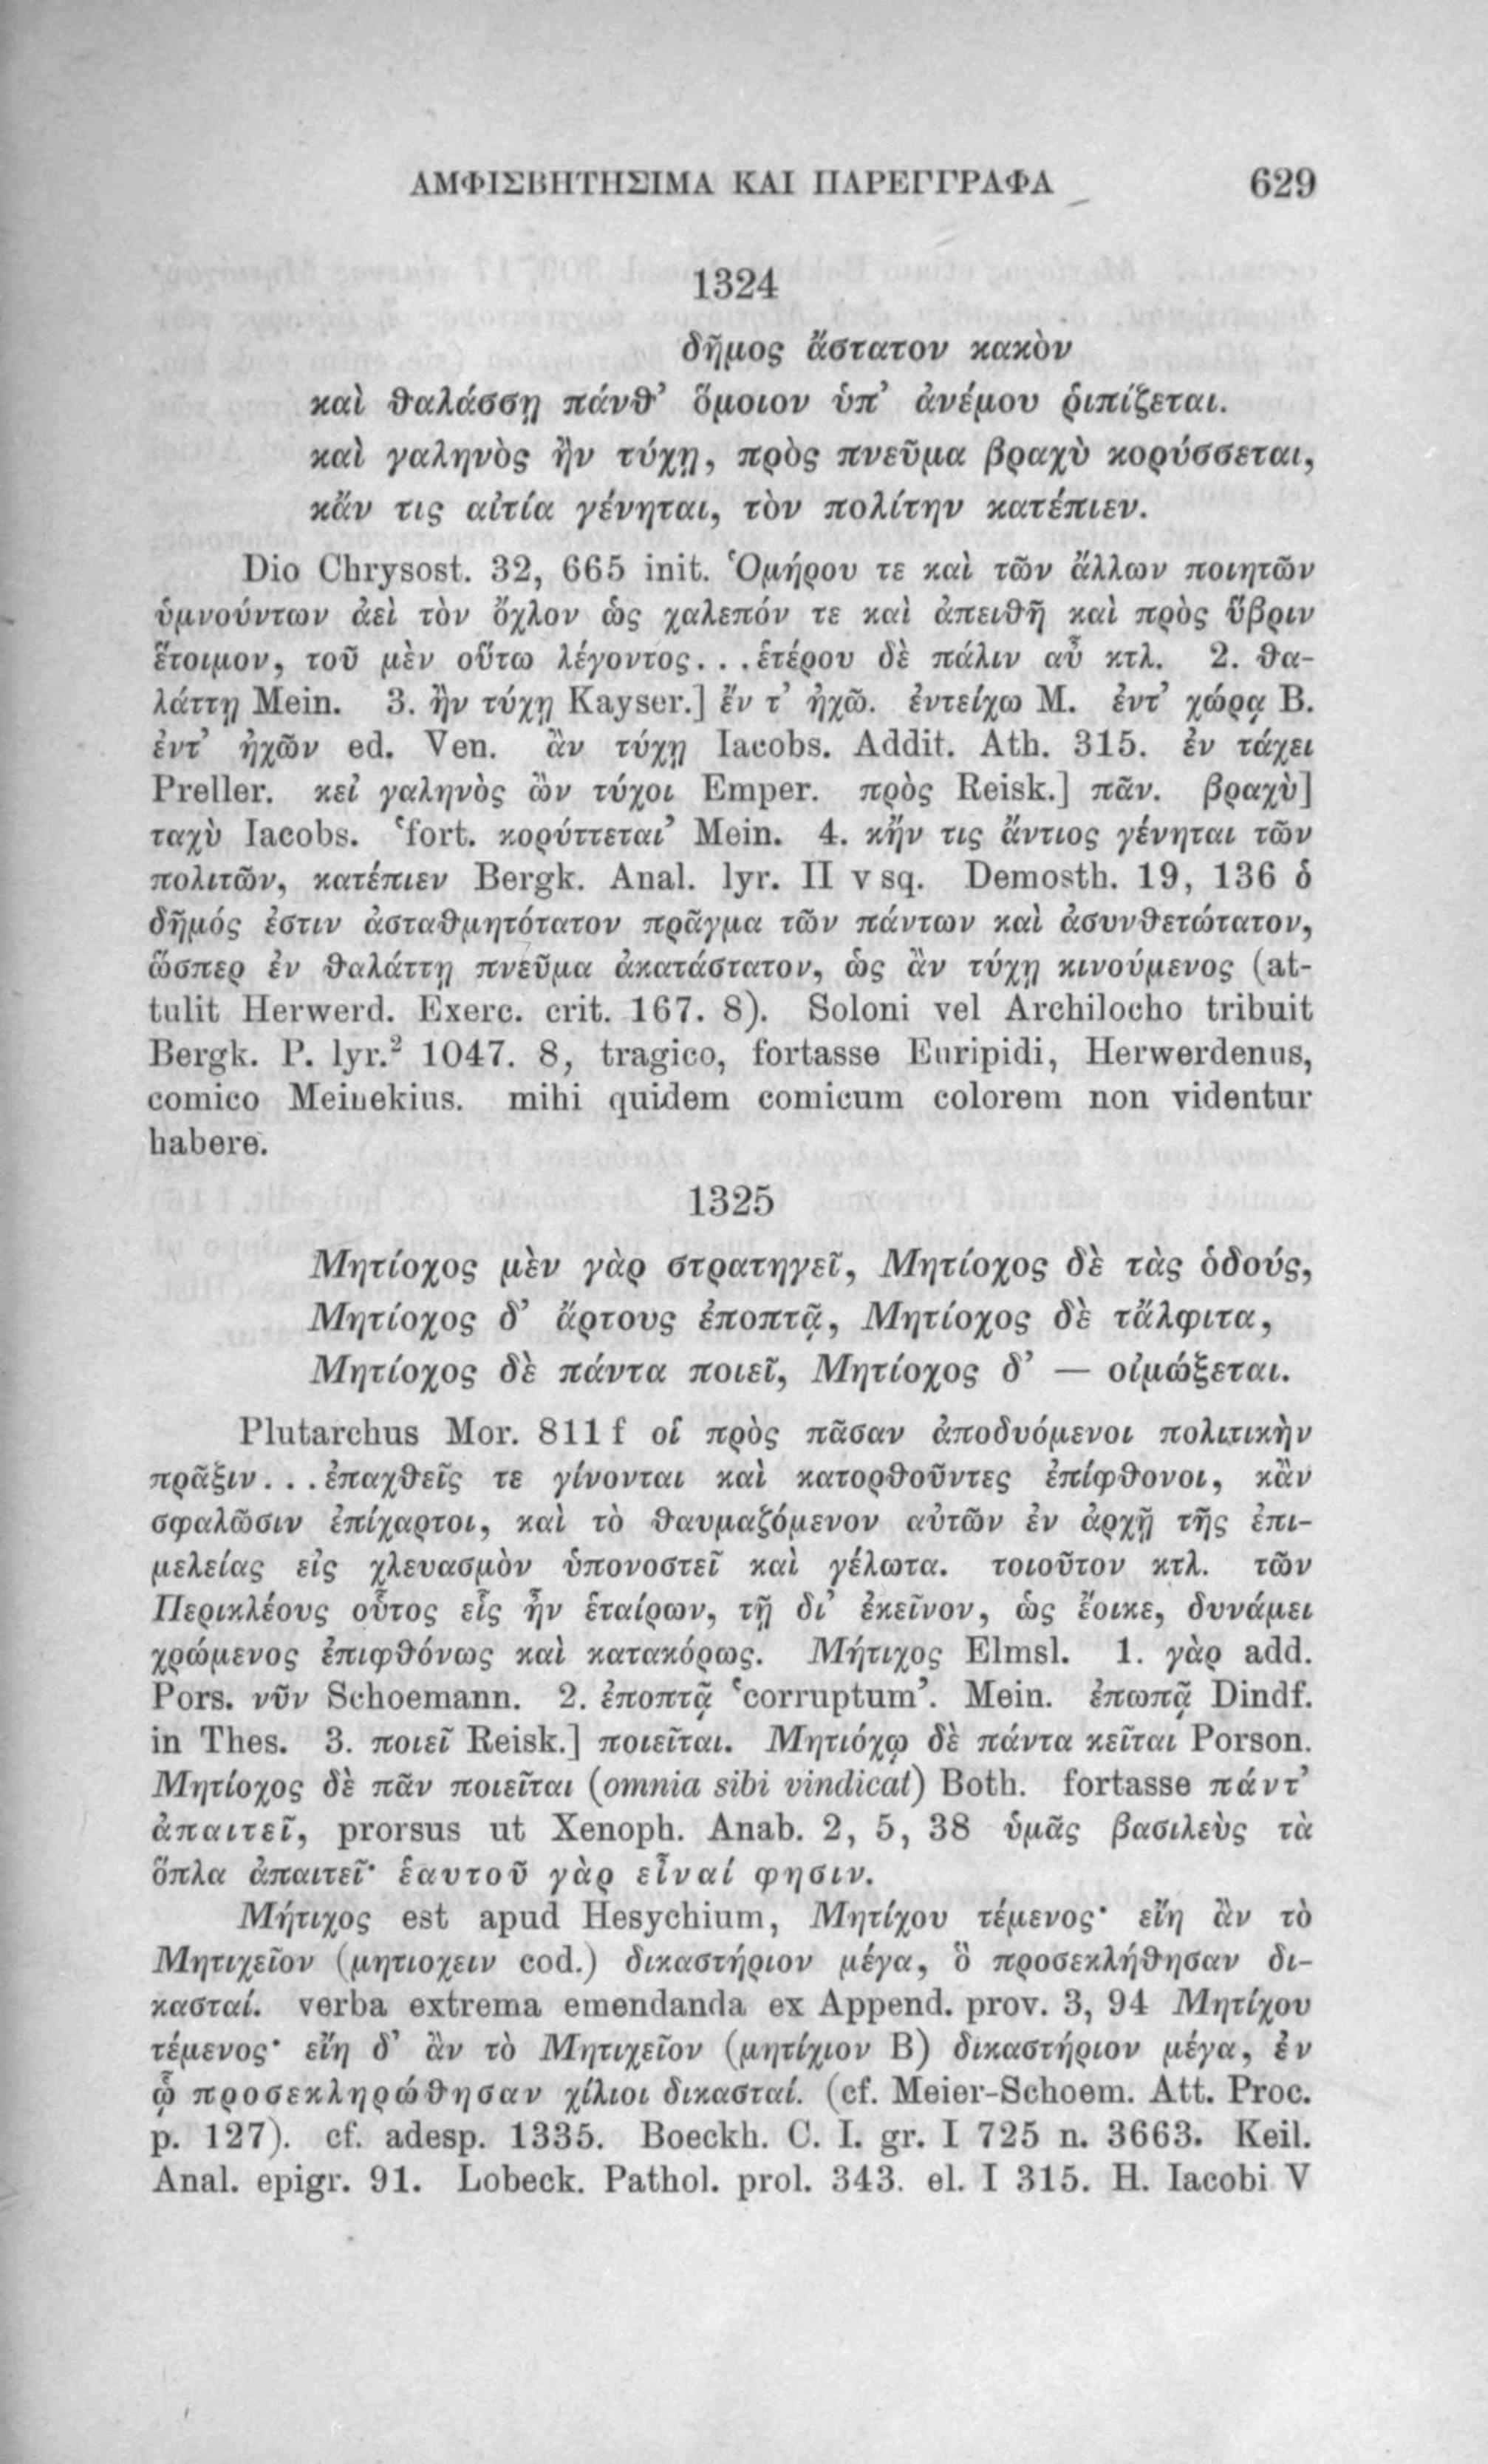 ΑΜΦΙΣΒΗΤΗΣΙΜΑ ΚΑΙ ΠΑΡΕΓΓΡΑΦΑ 629
1324
δῆμος ἄστατον κακὸν
καὶ θαλάσσῃ πάνθ’ ὅμοιον ὑπ’ ἀνέμου ῥιπίζεται.
καὶ γαληνὸς ἢν τύχῃ, πρὸς πνεῦμα βραχὺ κορύσσεται,
κἄν τις αἰτία γένηται, τὸν πολίτην κατέπιεν.
Dio Chrysost. 32, 665 init. Ὁμήρου τε καὶ τῶν ἄλλων ποιητῶν
ὑμνούντων ἀεὶ τὸν ὄχλον ὡς χαλεπόν τε καὶ ἀπειθῆ καὶ πρὸς ὕβριν
ἕτοιμον, τοῦ μὲν οὕτω λέγοντος...ἑτέρου δὲ πάλιν αὖ κτλ. 2. θα-
λάττῃ Mein. 3. ἢν τύχῃ Kayser.] ἔν τ’ ἠχῶ. ἐντείχω M. ἐντ’ χώρᾳ B.
ἐντ’ ἠχῶν ed. Ven. ἂν τύχῃ Iacobs. Addit. Ath. 315. ἐν τάχει
Preller. κεἰ γαληνὸς ὢν τύχοι Emper. πρὸς Reisk.] πᾶν. βραχὺ]
ταχὺ Iacobs. ‘fort. κορύττεται’ Mein. 4. κἤν τις ἄντιος γένηται τῶν
πολιτῶν, κατέπιεν Bergk. Anal. lyr. II v sq. Demosth. 19, 136 ὁ
δῆμός ἐστιν ἀσταθμητότατον πρᾶγμα τῶν πάντων καὶ ἀσυνθετώτατον,
ὥσπερ ἐν θαλάττῃ πνεῦμα ἀκατάστατον, ὡς ἂν τύχῃ κινούμενος (at-
tulit Herwerd. Exerc. crit. 167. 8). Soloni vel Archilocho tribuit
Bergk. P. lyr.² 1047. 8, tragico, fortasse Euripidi, Herwerdenus,
comico Meinekius. mihi quidem comicum colorem non videntur
habere.
1325
Μητίοχος μὲν γὰρ στρατηγεῖ, Μητίοχος δὲ τὰς ὁδούς,
Μητίοχος δ’ ἄρτους ἐποπτᾷ, Μητίοχος δὲ τἄλφιτα,
Μητίοχος δὲ πάντα ποιεῖ, Μητίοχος δ’ — οἰμώξεται.
Plutarchus Mor. 811 f οἱ πρὸς πᾶσαν ἀποδυόμενοι πολιτικὴν
πρᾶξιν...ἐπαχθεῖς τε γίνονται καὶ κατορθοῦντες ἐπίφθονοι, κἂν
σφαλῶσιν ἐπίχαρτοι, καὶ τὸ θαυμαζόμενον αὐτῶν ἐν ἀρχῇ τῆς ἐπι-
μελείας εἰς χλευασμὸν ὑπονοστεῖ καὶ γέλωτα. τοιοῦτον κτλ. τῶν
Περικλέους οὗτος εἷς ἦν ἑταίρων, τῇ δι’ ἐκεῖνον, ὡς ἔοικε, δυνάμει
χρώμενος ἐπιφθόνως καὶ κατακόρως. Μήτιχος Elmsl. 1. γὰρ add.
Pors. νῦν Schoemann. 2. ἐποπτᾷ ‘corruptum’. Mein. ἐπωπᾷ Dindf.
in Thes. 3. ποιεῖ Reisk.] ποιεῖται. Μητιόχῳ δὲ πάντα κεῖται Porson.
Μητίοχος δὲ πᾶν ποιεῖται (omnia sibi vindicat) Both. fortasse πάντ’
ἀπαιτεῖ, prorsus ut Xenoph. Anab. 2, 5, 38 ὑμᾶς βασιλεὺς τὰ
ὅπλα ἀπαιτεῖ· ἑαυτοῦ γὰρ εἶναί φησιν.
Μήτιχος est apud Hesychium, Μητίχου τέμενος· εἴη ἂν τὸ
Μητιχεῖον (μητιοχειν cod.) δικαστήριον μέγα, ὃ προσεκλήθησαν δι-
κασταί. verba extrema emendanda ex Append. prov. 3, 94 Μητίχου
τέμενος· εἴη δ’ ἂν τὸ Μητιχεῖον (μητίχιον B) δικαστήριον μέγα, ἐν
ᾧ προσεκληρώθησαν χίλιοι δικασταί. (cf. Meier-Schoem. Att. Proc.
p. 127). cf. adesp. 1335. Boeckh. C. I. gr. I 725 n. 3663. Keil.
Anal. epigr. 91. Lobeck. Pathol. prol. 343. el. I 315. H. Iacobi V